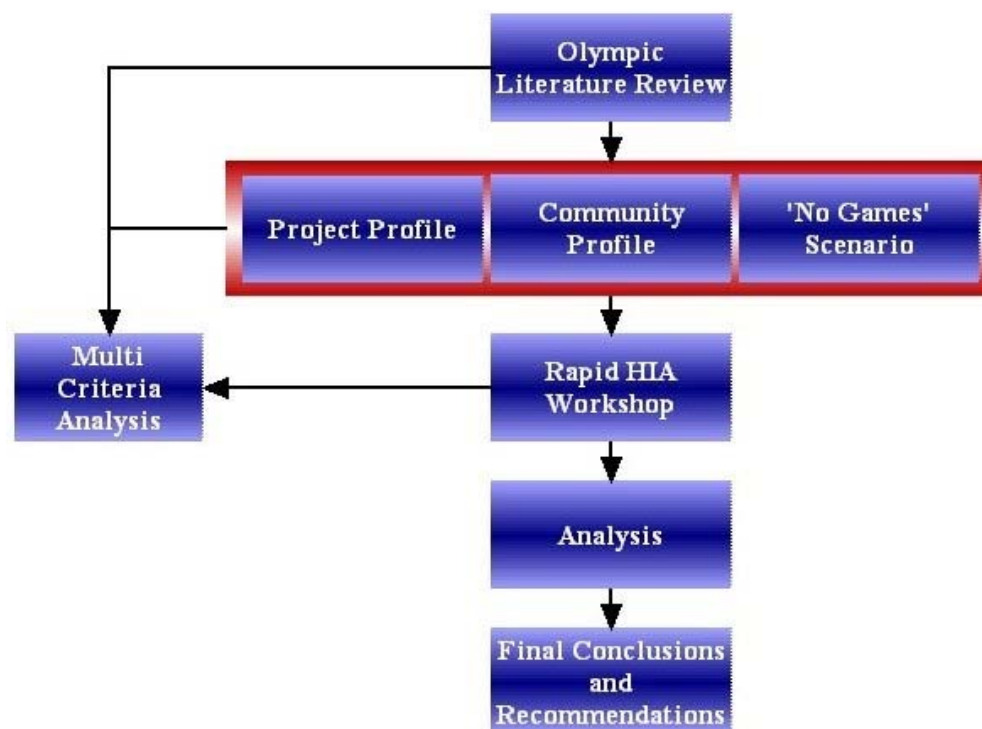 Olympic
Literature Review
Project Profile
Community
Profile
'No Games'
Scenario
Multi
Criteria
Analysis
Rapid HIA
Workshop
Analysis
Final Conclusions
and
Recommendations